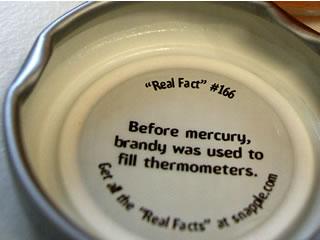 "Real Fact" #166
Before mercury,
brandy was used to
fill thermometers.
Get all the "Real Facts" at snapple.com